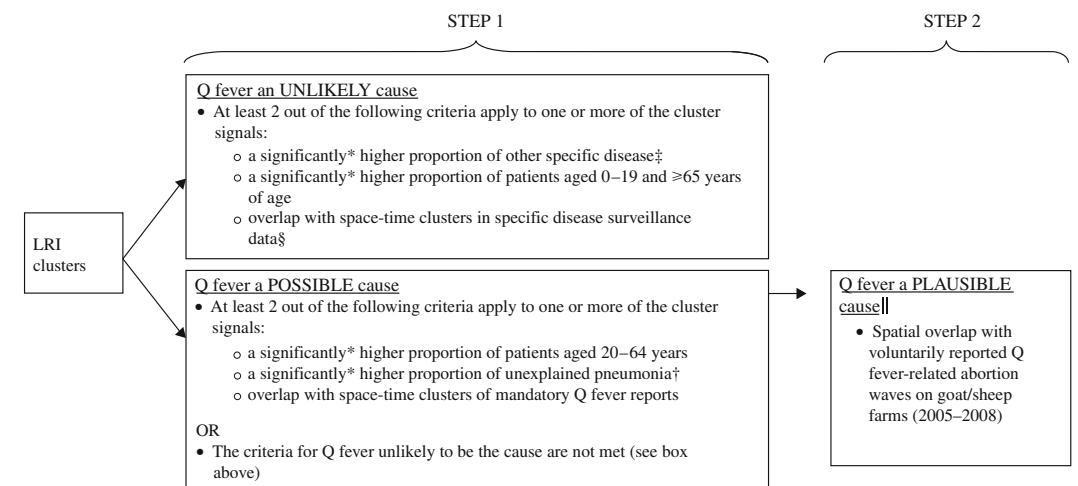 STEP 1
STEP 2
Q fever an UNLIKELY cause
• At least 2 out of the following criteria apply to one or more of the cluster
signals:
o a significantly* higher proportion of other specific disease‡
o a significantly* higher proportion of patients aged 0–19 and ⩾65 years
of age
o overlap with space-time clusters in specific disease surveillance
data§
LRI
clusters
Q fever a POSSIBLE cause
• At least 2 out of the following criteria apply to one or more of the cluster
signals:
o a significantly* higher proportion of patients aged 20–64 years
o a significantly* higher proportion of unexplained pneumonia†
o overlap with space-time clusters of mandatory Q fever reports
OR
• The criteria for Q fever unlikely to be the cause are not met (see box
above)
Q fever a PLAUSIBLE
cause‖
• Spatial overlap with
voluntarily reported Q
fever-related abortion
waves on goat/sheep
farms (2005–2008)